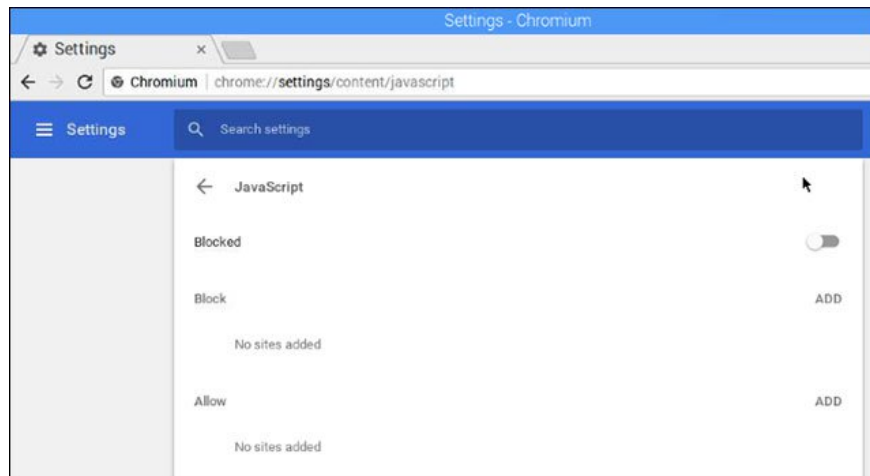 Settings - Chromium
Settings
Chromium | chrome://settings/content/javascript
Settings
Search settings
JavaScript
Blocked
Block ADD
No sites added
Allow ADD
No sites added